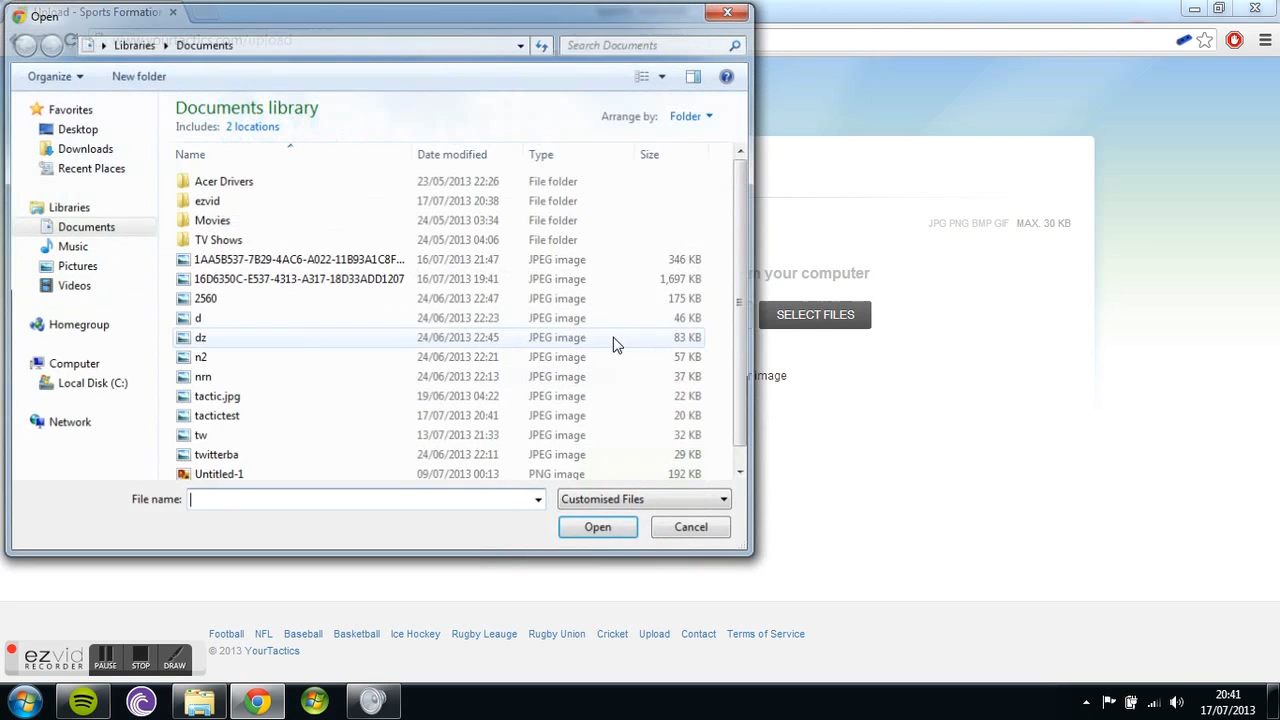 Open
Upload - Sports Formation
www.yourtactics.com/upload
Libraries Documents
Search Documents
Organize
New folder
Documents library
Includes: 2 locations
Arrange by: Folder
Favorites
Desktop
Downloads
Recent Places
Libraries
Documents
Music
Pictures
Videos
Homegroup
Computer
Local Disk (C:)
Network
Name Date modified Type Size
Acer Drivers 23/05/2013 22:26 File folder
ezvid 17/07/2013 20:38 File folder
Movies 24/05/2013 03:34 File folder
TV Shows 24/05/2013 04:06 File folder
1AA5B537-7B29-4AC6-A022-11B93A1C8F... 16/07/2013 21:47 JPEG image 346 KB
16D6350C-E537-4313-A317-18D33ADD1207 16/07/2013 19:41 JPEG image 1,697 KB
2560 24/06/2013 22:47 JPEG image 175 KB
d 24/06/2013 22:23 JPEG image 46 KB
dz 24/06/2013 22:45 JPEG image 83 KB
n2 24/06/2013 22:21 JPEG image 57 KB
nrn 24/06/2013 22:13 JPEG image 37 KB
tactic.jpg 19/06/2013 04:22 JPEG image 22 KB
tactictest 17/07/2013 20:41 JPEG image 20 KB
tw 13/07/2013 21:33 JPEG image 32 KB
twitterba 24/06/2013 22:11 JPEG image 29 KB
Untitled-1 09/07/2013 00:13 PNG image 192 KB
File name:
Customised Files
Open Cancel
JPG PNG BMP GIF MAX. 30 KB
your computer
SELECT FILES
image
Football NFL Baseball Basketball Ice Hockey Rugby Leauge Rugby Union Cricket Upload Contact Terms of Service
© 2013 YourTactics
ezvid
RECORDER
PAUSE STOP DRAW
20:41
17/07/2013